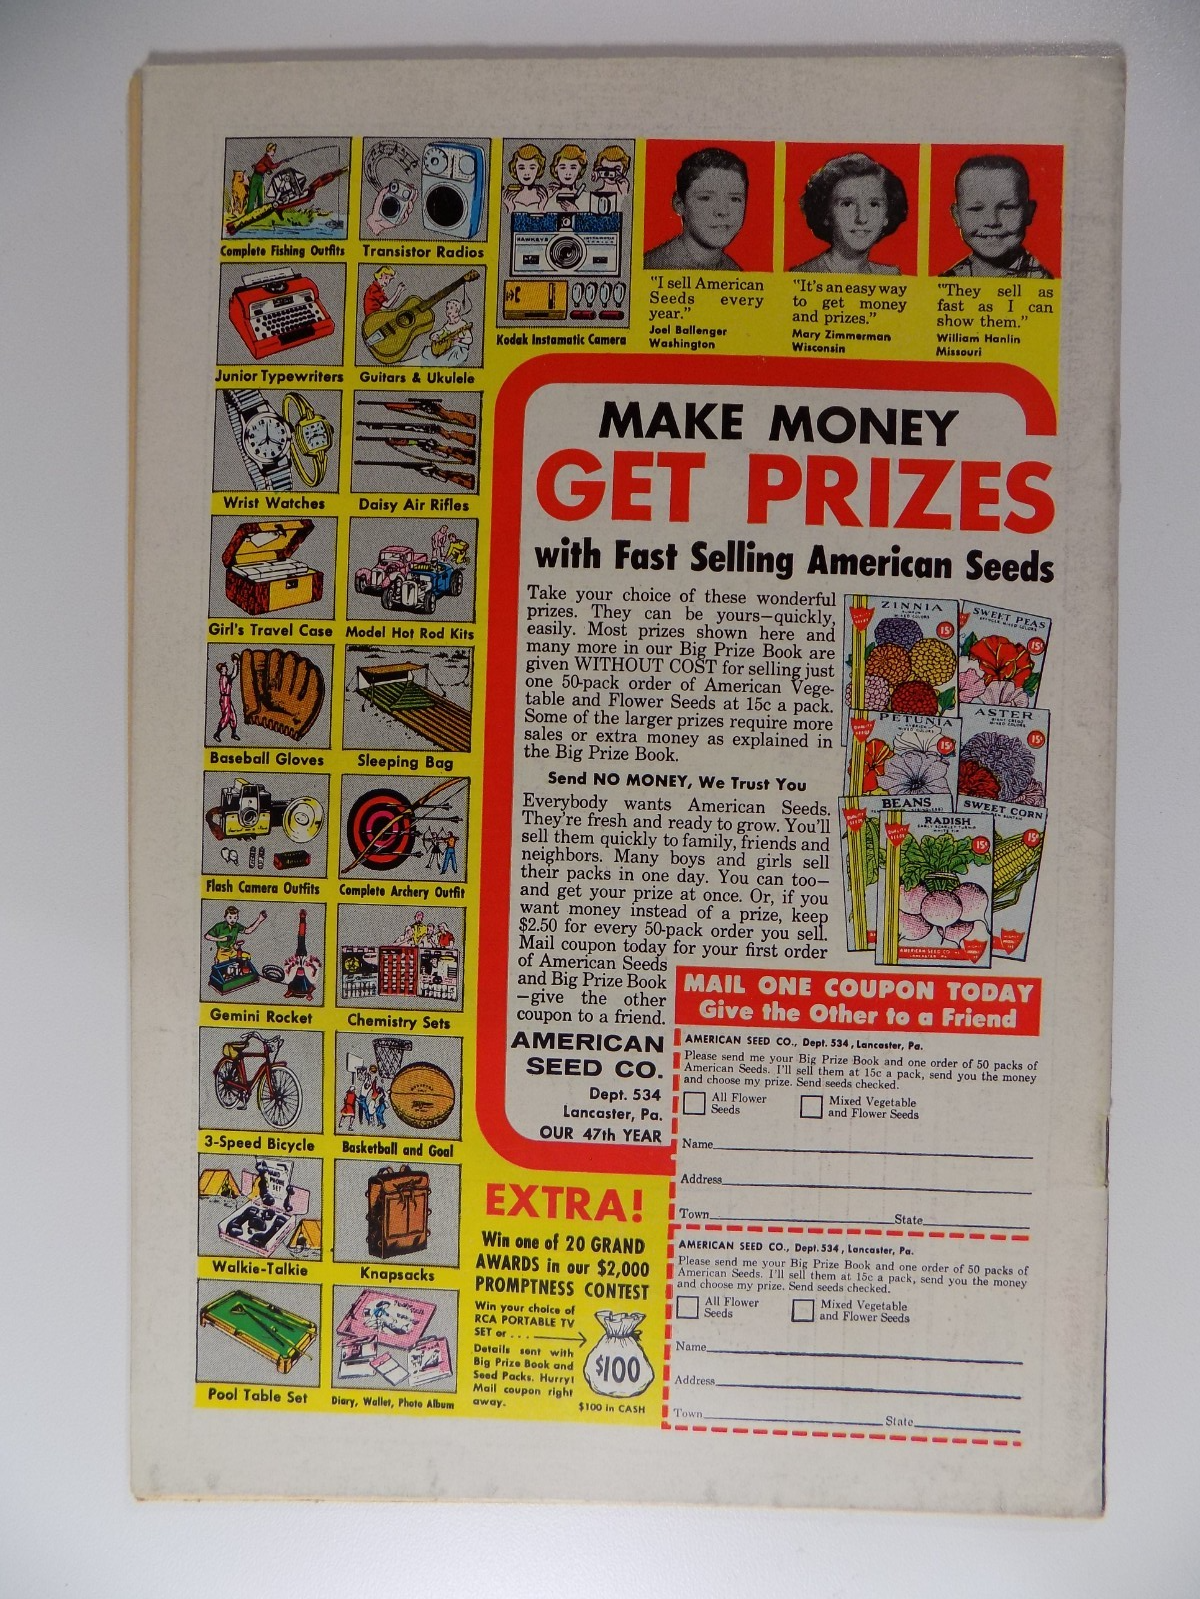 Complete Fishing Outfits
Transistor Radios
HAWKEYE
Kodak Instamatic Camera
Junior Typewriters
Guitars & Ukulele
Wrist Watches
Daisy Air Rifles
Girl's Travel Case
Model Hot Rod Kits
Baseball Gloves
Sleeping Bag
Flash Camera Outfits
Complete Archery Outfit
Gemini Rocket
Chemistry Sets
3-Speed Bicycle
Basketball and Goal
Walkie-Talkie
Knapsacks
Pool Table Set
Diary, Wallet, Photo Album
"I sell American
Seeds every
year."
Joel Ballenger
Washington
"It's an easy way
to get money
and prizes."
Mary Zimmerman
Wisconsin
"They sell as
fast as I can
show them."
William Hanlin
Missouri
MAKE MONEY
GET PRIZES
with Fast Selling American Seeds
Take your choice of these wonderful
prizes. They can be yours—quickly,
easily. Most prizes shown here and
many more in our Big Prize Book are
given WITHOUT COST for selling just
one 50-pack order of American Vege-
table and Flower Seeds at 15c a pack.
Some of the larger prizes require more
sales or extra money as explained in
the Big Prize Book.
Send NO MONEY, We Trust You
Everybody wants American Seeds.
They're fresh and ready to grow. You'll
sell them quickly to family, friends and
neighbors. Many boys and girls sell
their packs in one day. You can too—
and get your prize at once. Or, if you
want money instead of a prize, keep
$2.50 for every 50-pack order you sell.
Mail coupon today for your first order
of American Seeds
and Big Prize Book
—give the other
coupon to a friend.
AMERICAN
SEED CO.
Dept. 534
Lancaster, Pa.
OUR 47th YEAR
ZINNIA
MIXED COLORS
15¢
SWEET PEAS
MIXED COLORS
15¢
PETUNIA
MIXED COLORS
15¢
ASTER
MIXED COLORS
15¢
BEANS
SWEET CORN
15¢
RADISH
15¢
AMERICAN SEED CO.
LANCASTER, PA.
MAIL ONE COUPON TODAY
Give the Other to a Friend
AMERICAN SEED CO., Dept. 534, Lancaster, Pa.
Please send me your Big Prize Book and one order of 50 packs of
American Seeds. I'll sell them at 15c a pack, send you the money
and choose my prize. Send seeds checked.
All Flower
Seeds
Mixed Vegetable
and Flower Seeds
Name
Address
Town State
AMERICAN SEED CO., Dept. 534, Lancaster, Pa.
Please send me your Big Prize Book and one order of 50 packs of
American Seeds. I'll sell them at 15c a pack, send you the money
and choose my prize. Send seeds checked.
All Flower
Seeds
Mixed Vegetable
and Flower Seeds
Name
Address
Town State
EXTRA!
Win one of 20 GRAND
AWARDS in our $2,000
PROMPTNESS CONTEST
Win your choice of
RCA PORTABLE TV
SET or . . .
Details sent with
Big Prize Book and
Seed Packs. Hurry!
Mail coupon right
away.
$100
$100 in CASH